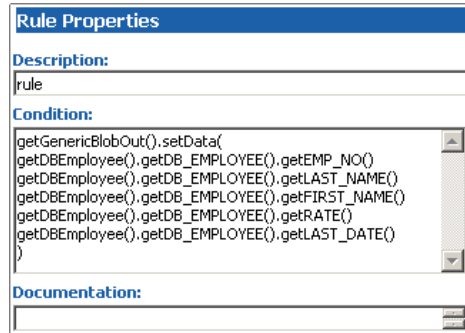 Rule Properties
Description:
rule
Condition:
getGenericBlobOut().setData(
getDBEmployee().getDB_EMPLOYEE().getEMP_NO()
getDBEmployee().getDB_EMPLOYEE().getLAST_NAME()
getDBEmployee().getDB_EMPLOYEE().getFIRST_NAME()
getDBEmployee().getDB_EMPLOYEE().getRATE()
getDBEmployee().getDB_EMPLOYEE().getLAST_DATE()
)
Documentation: